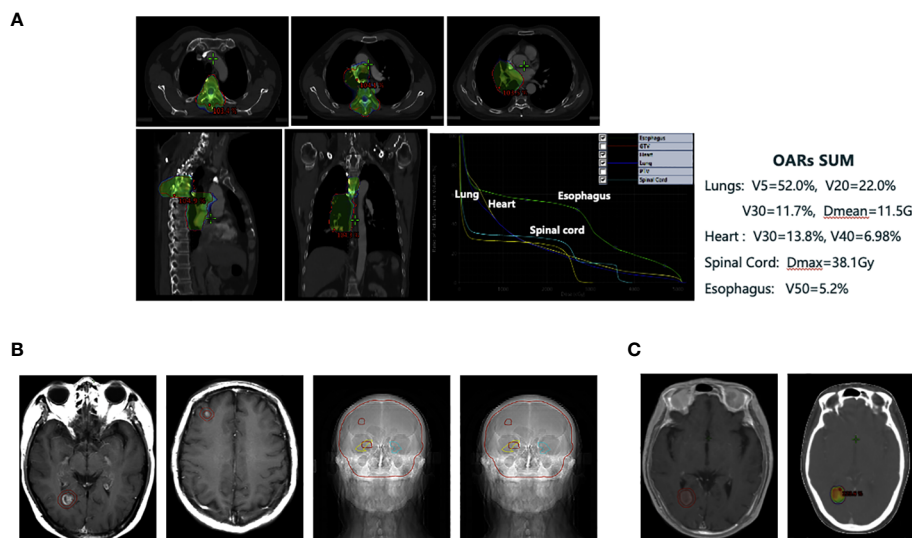 A
Esophagus
GTV
Heart
Lung
PTV
Spinal Cord
Lung
Heart
Esophagus
Spinal cord
OARs SUM
Lungs: V5=52.0%, V20=22.0%
V30=11.7%, Dmean=11.5G
Heart : V30=13.8%, V40=6.98%
Spinal Cord: Dmax=38.1Gy
Esophagus: V50=5.2%
B
C